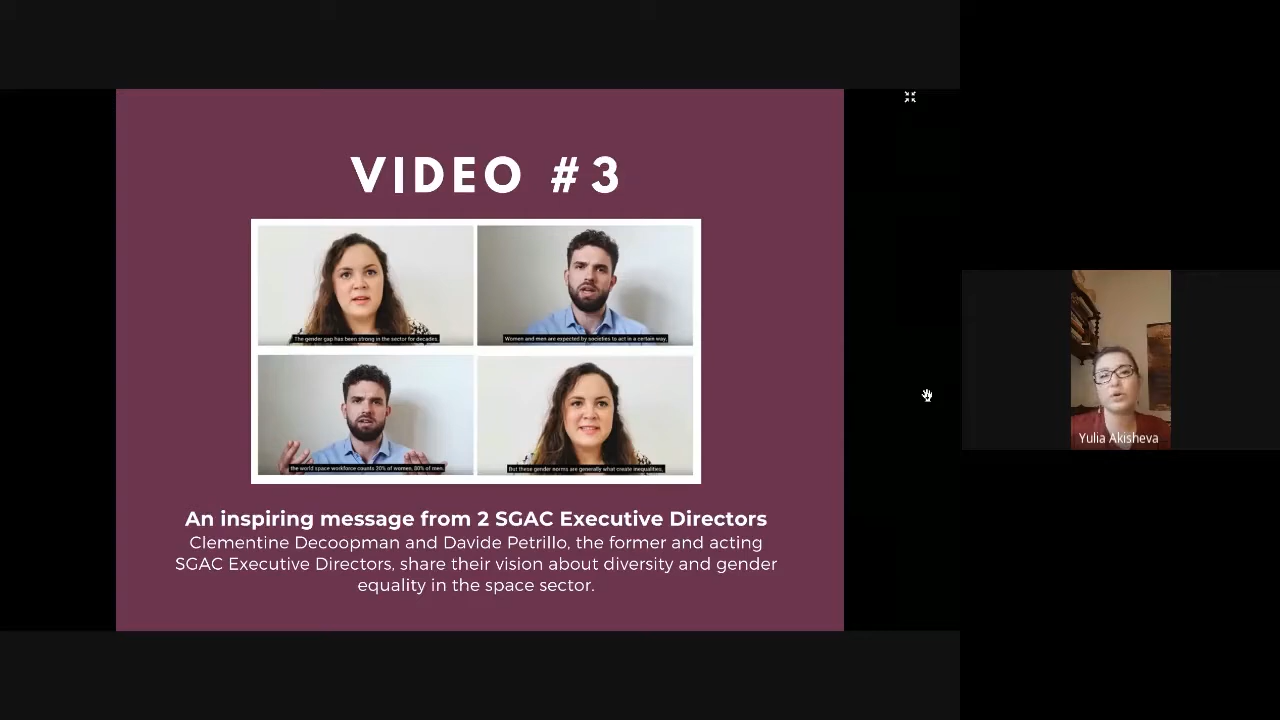 VIDEO #3
The gender gap has been strong in the sector for decades.
Women and men are expected by societies to act in a certain way.
the world space workforce counts 20% of women, 80% of men.
But these gender norms are generally what create inequalities.
An inspiring message from 2 SGAC Executive Directors
Clementine Decoopman and Davide Petrillo, the former and acting
SGAC Executive Directors, share their vision about diversity and gender
equality in the space sector.
Yulia Akisheva